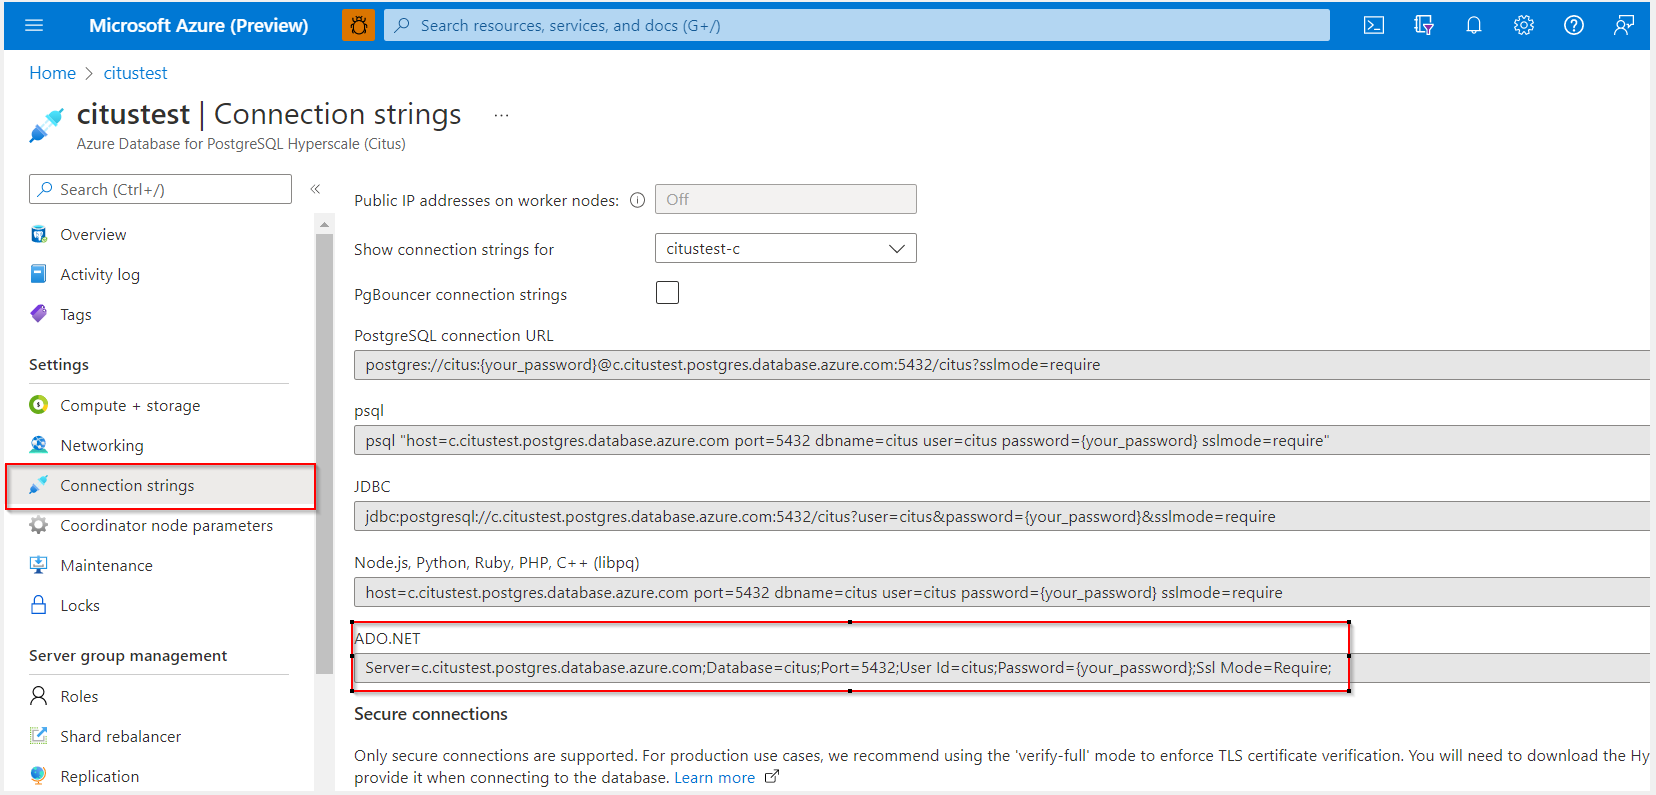 Microsoft Azure (Preview)
Search resources, services, and docs (G+/)
Home > citustest
citustest | Connection strings ...
Azure Database for PostgreSQL Hyperscale (Citus)
Search (Ctrl+/)
«
Overview
Activity log
Tags
Settings
Compute + storage
Networking
Connection strings
Coordinator node parameters
Maintenance
Locks
Server group management
Roles
Shard rebalancer
Replication
Public IP addresses on worker nodes: Off
Show connection strings for citustest-c
PgBouncer connection strings
PostgreSQL connection URL
postgres://citus:{your_password}@c.citustest.postgres.database.azure.com:5432/citus?sslmode=require
psql
psql "host=c.citustest.postgres.database.azure.com port=5432 dbname=citus user=citus password={your_password} sslmode=require"
JDBC
jdbc:postgresql://c.citustest.postgres.database.azure.com:5432/citus?user=citus&password={your_password}&sslmode=require
Node.js, Python, Ruby, PHP, C++ (libpq)
host=c.citustest.postgres.database.azure.com port=5432 dbname=citus user=citus password={your_password} sslmode=require
ADO.NET
Server=c.citustest.postgres.database.azure.com;Database=citus;Port=5432;User Id=citus;Password={your_password};Ssl Mode=Require;
Secure connections
Only secure connections are supported. For production use cases, we recommend using the 'verify-full' mode to enforce TLS certificate verification. You will need to download the Hy
provide it when connecting to the database. Learn more